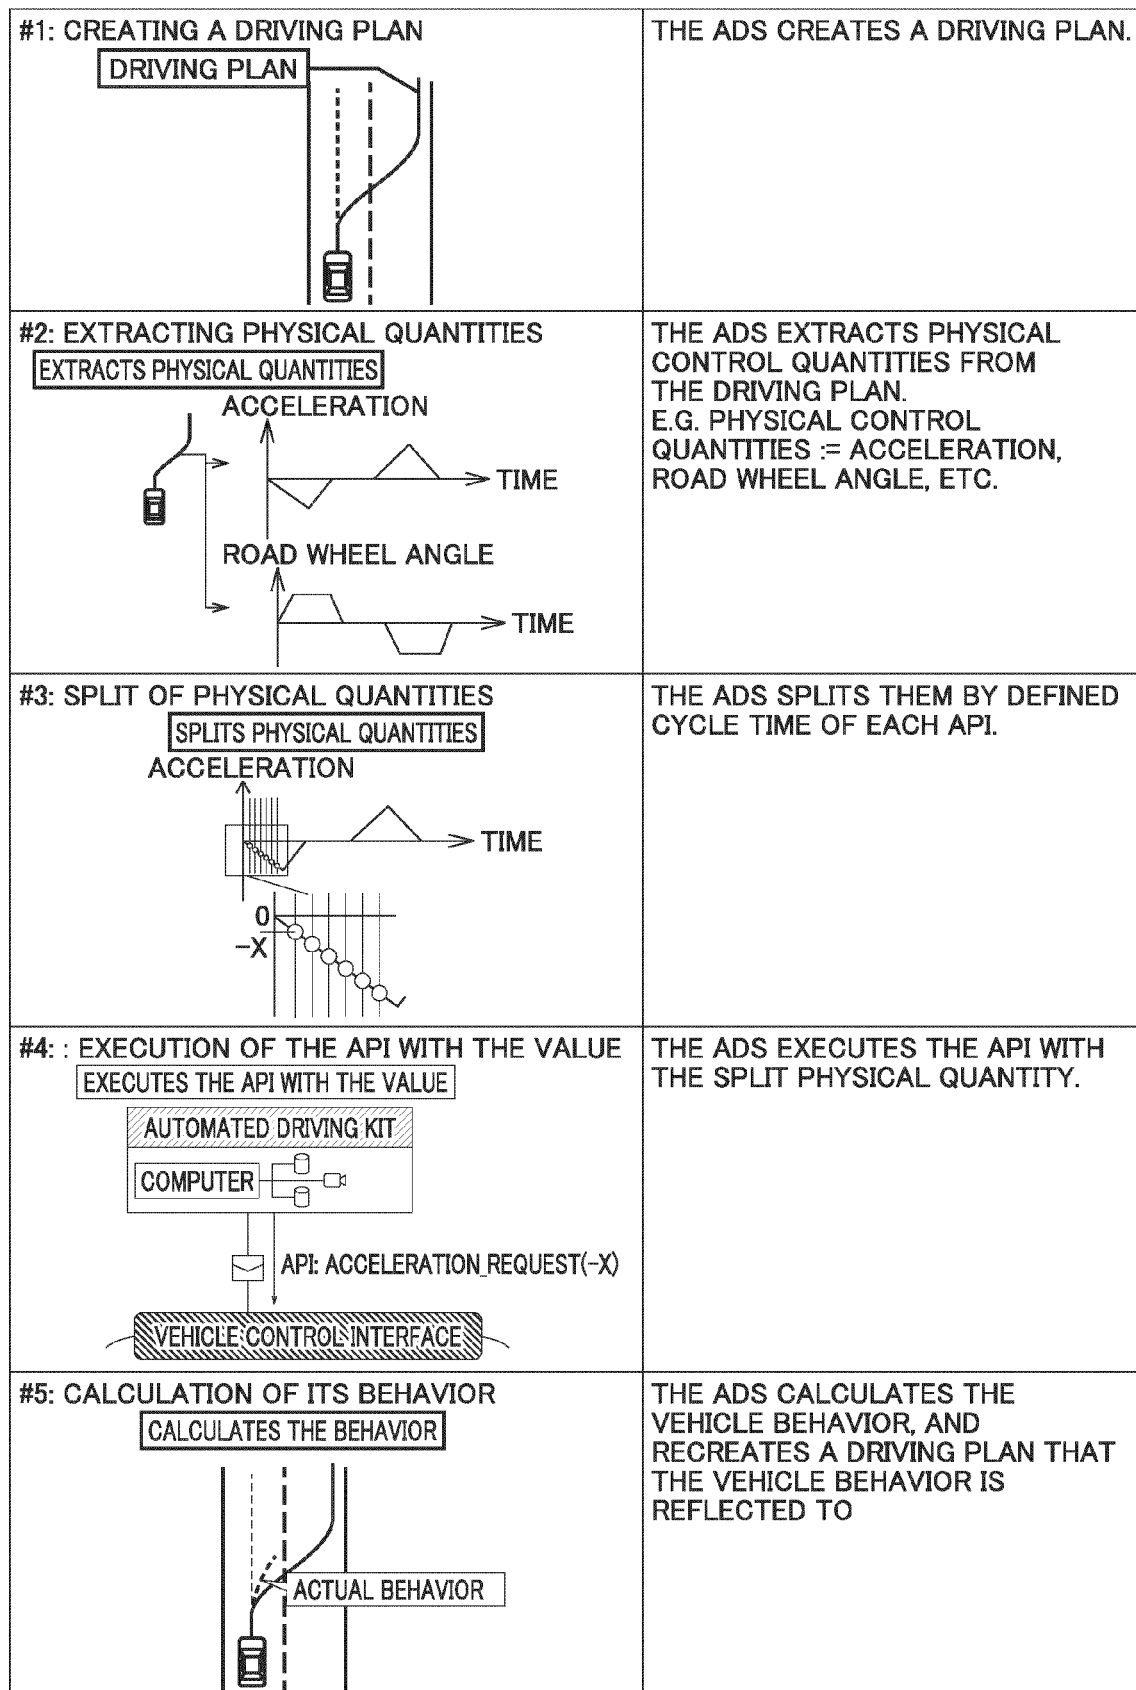 #1: CREATING A DRIVING PLAN
DRIVING PLAN
THE ADS CREATES A DRIVING PLAN.
#2: EXTRACTING PHYSICAL QUANTITIES
EXTRACTS PHYSICAL QUANTITIES
ACCELERATION
TIME
ROAD WHEEL ANGLE
TIME
THE ADS EXTRACTS PHYSICAL
CONTROL QUANTITIES FROM
THE DRIVING PLAN.
E.G. PHYSICAL CONTROL
QUANTITIES := ACCELERATION,
ROAD WHEEL ANGLE, ETC.
#3: SPLIT OF PHYSICAL QUANTITIES
SPLITS PHYSICAL QUANTITIES
ACCELERATION
TIME
0
-X
THE ADS SPLITS THEM BY DEFINED
CYCLE TIME OF EACH API.
#4: : EXECUTION OF THE API WITH THE VALUE
EXECUTES THE API WITH THE VALUE
AUTOMATED DRIVING KIT
COMPUTER
API: ACCELERATION_REQUEST(-X)
VEHICLE CONTROL INTERFACE
THE ADS EXECUTES THE API WITH
THE SPLIT PHYSICAL QUANTITY.
#5: CALCULATION OF ITS BEHAVIOR
CALCULATES THE BEHAVIOR
ACTUAL BEHAVIOR
THE ADS CALCULATES THE
VEHICLE BEHAVIOR, AND
RECREATES A DRIVING PLAN THAT
THE VEHICLE BEHAVIOR IS
REFLECTED TO